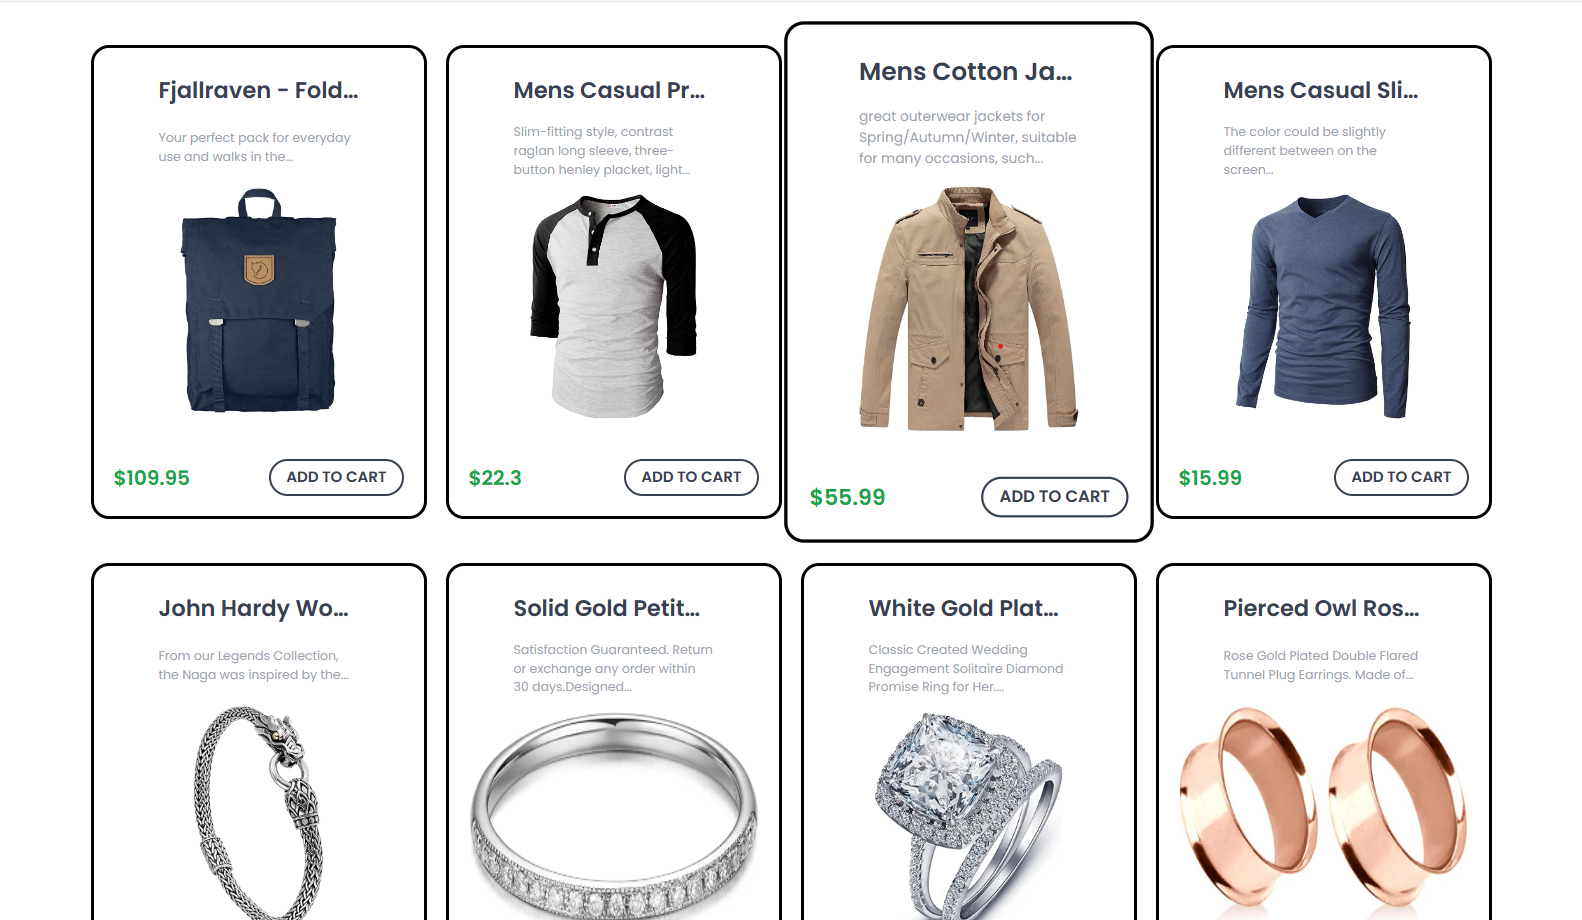 Fjallraven - Fold...
Your perfect pack for everyday
use and walks in the...
$109.95
ADD TO CART
Mens Casual Pr...
Slim-fitting style, contrast
raglan long sleeve, three-
button henley placket, light...
$22.3
ADD TO CART
Mens Cotton Ja...
great outerwear jackets for
Spring/Autumn/Winter, suitable
for many occasions, such...
$55.99
ADD TO CART
Mens Casual Sli...
The color could be slightly
different between on the
screen...
$15.99
ADD TO CART
John Hardy Wo...
From our Legends Collection,
the Naga was inspired by the...
Solid Gold Petit...
Satisfaction Guaranteed. Return
or exchange any order within
30 days.Designed...
White Gold Plat...
Classic Created Wedding
Engagement Solitaire Diamond
Promise Ring for Her....
Pierced Owl Ros...
Rose Gold Plated Double Flared
Tunnel Plug Earrings. Made of...